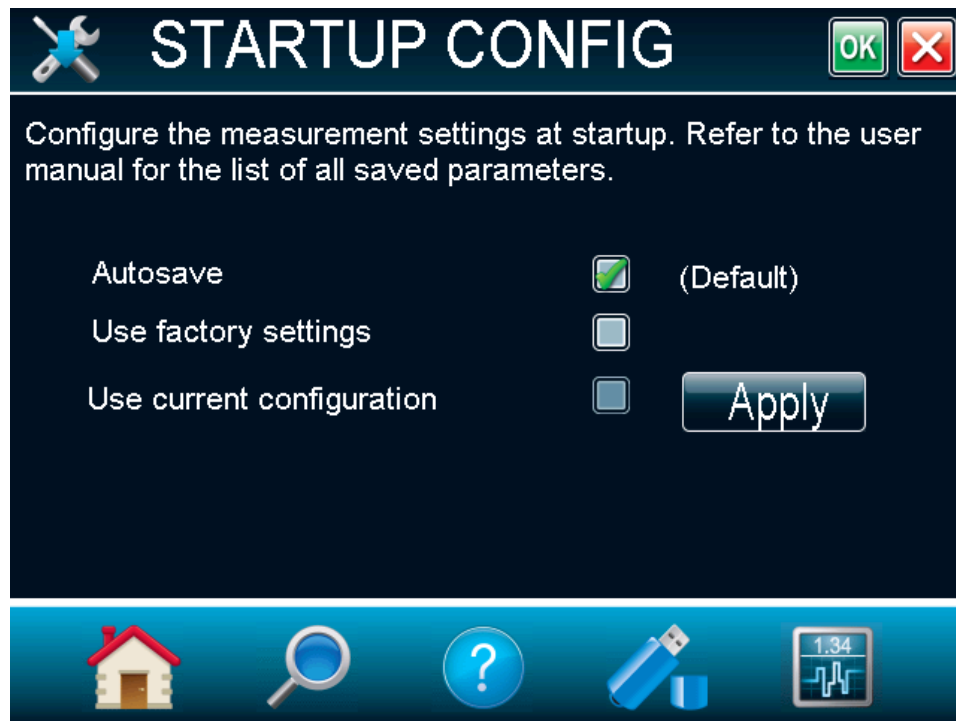 STARTUP CONFIG
OK
Configure the measurement settings at startup. Refer to the user
manual for the list of all saved parameters.
Autosave (Default)
Use factory settings
Use current configuration Apply
?
1.34